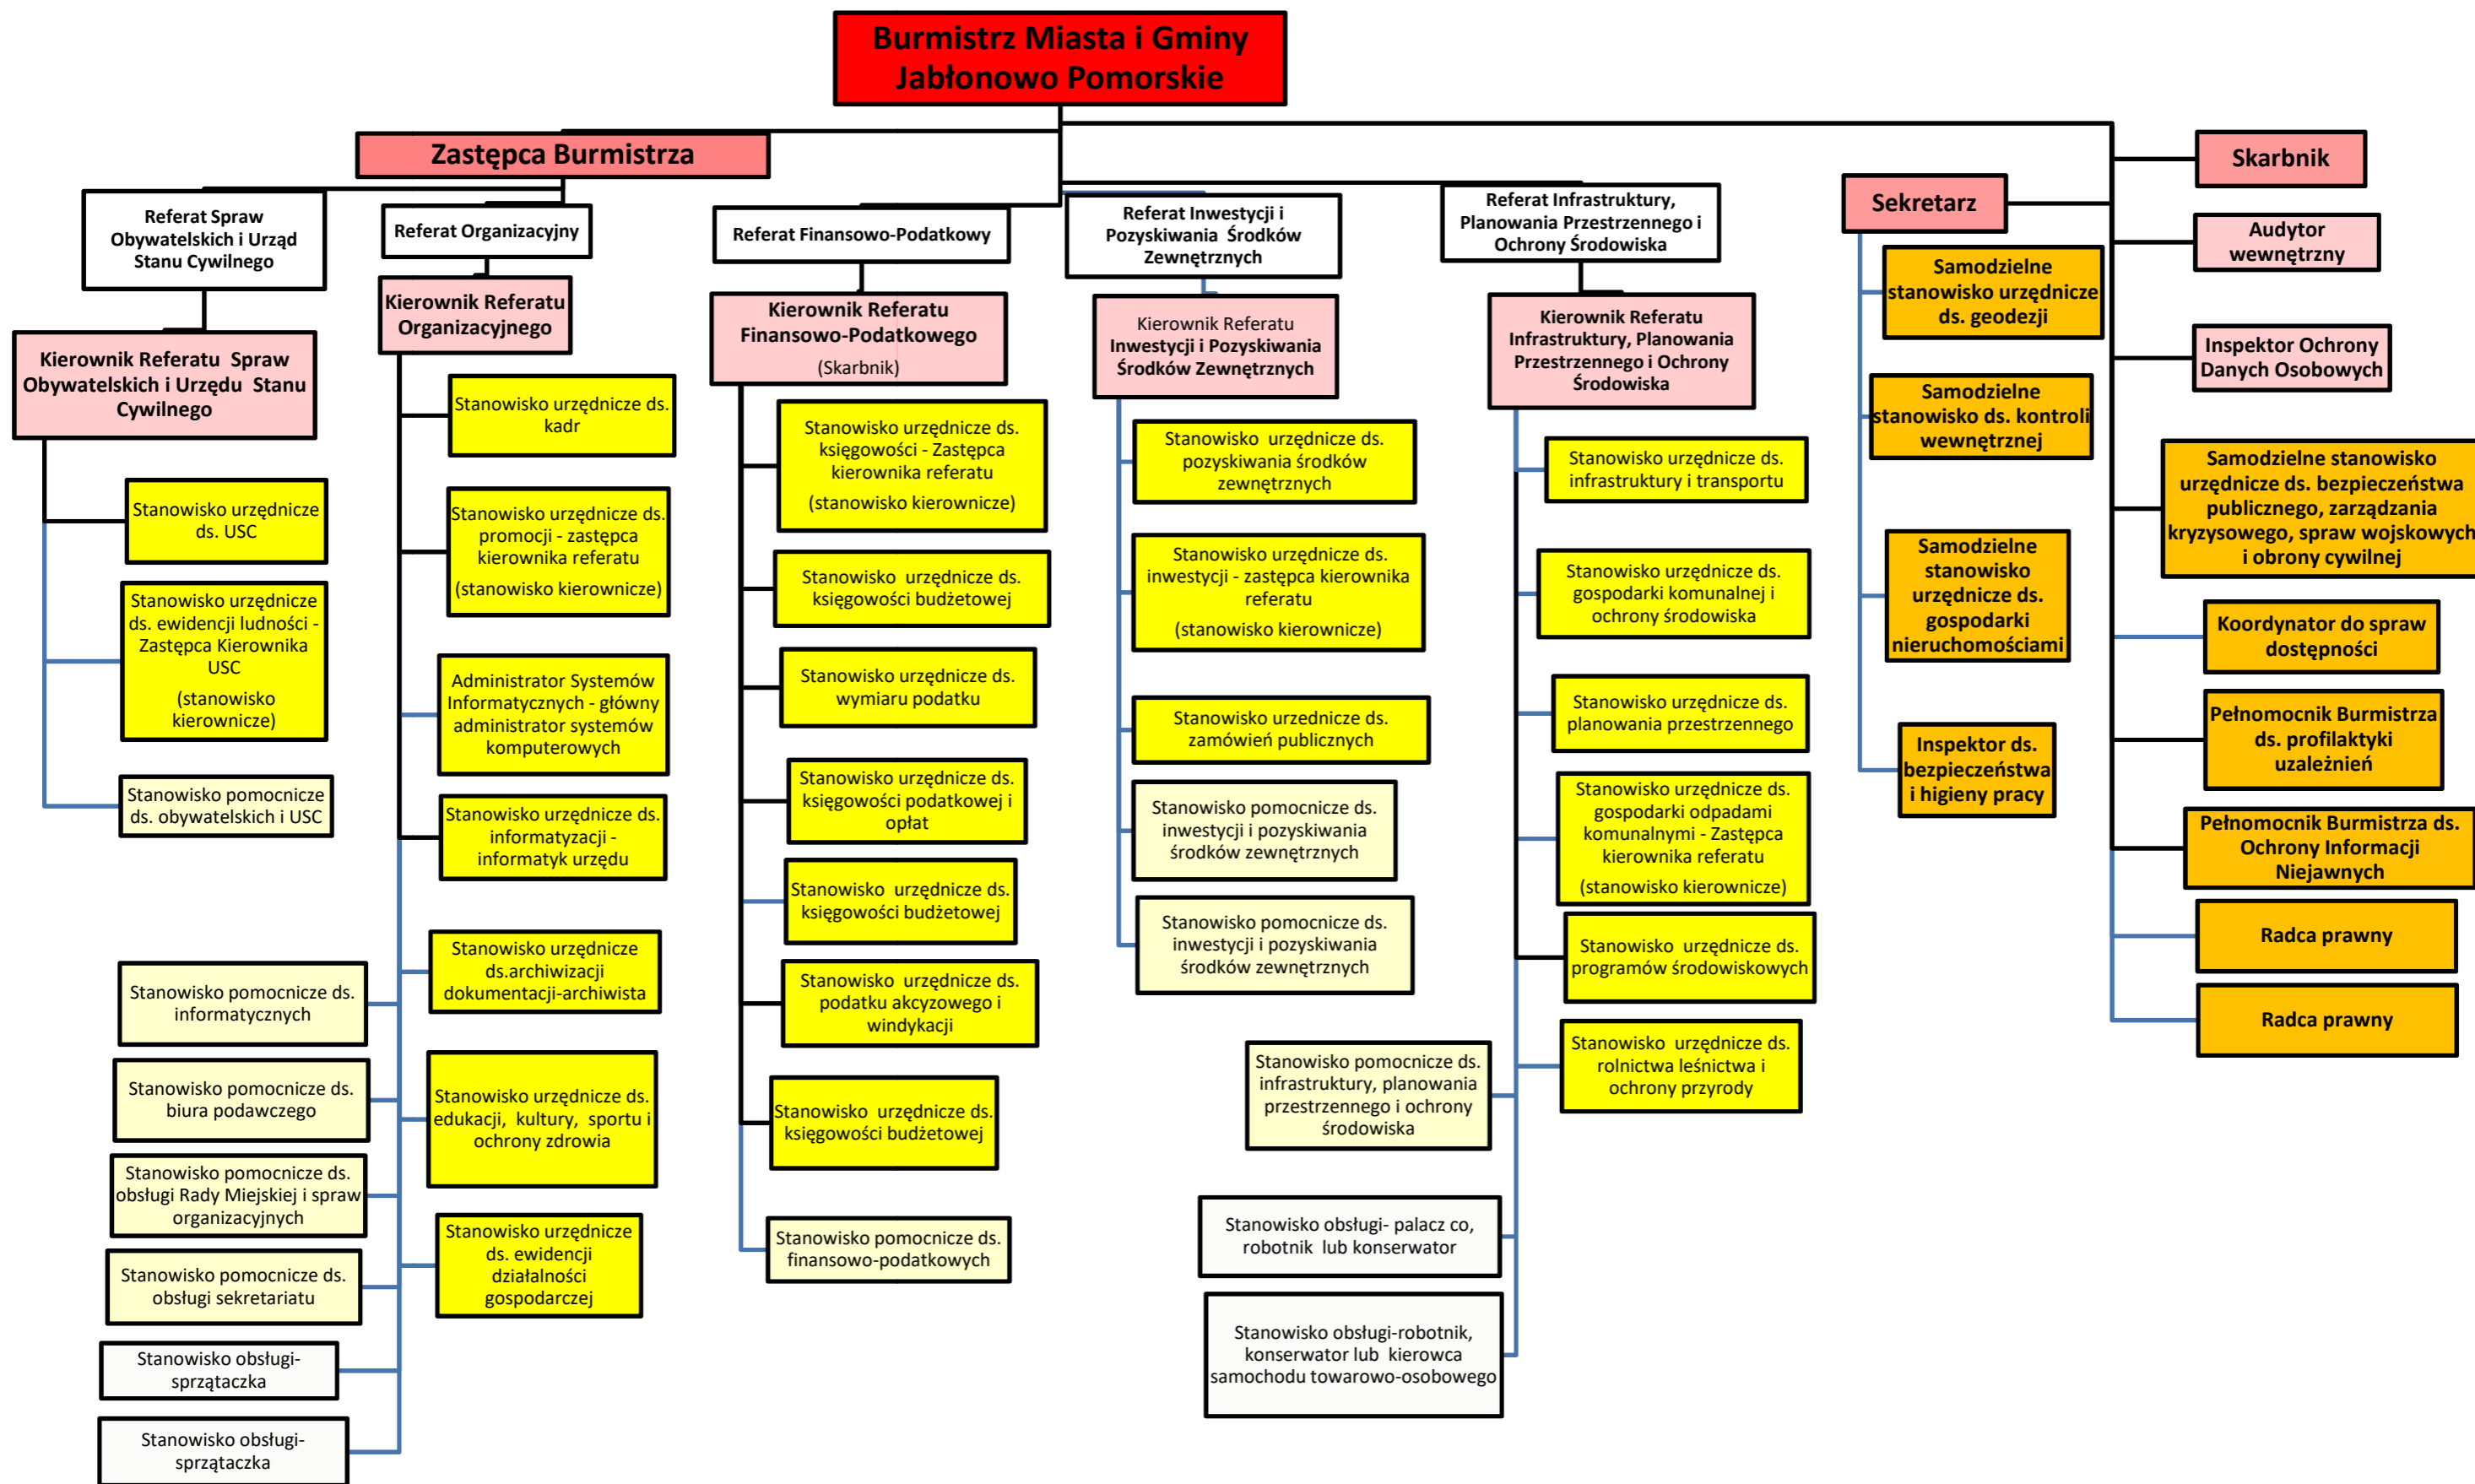 Burmistrz Miasta i Gminy
Jabłonowo Pomorskie
Zastępca Burmistrza
Skarbnik
Sekretarz
Audytor
wewnętrzny
Inspektor Ochrony
Danych Osobowych
Samodzielne stanowisko
urzędnicze ds. bezpieczeństwa
publicznego, zarządzania
kryzysowego, spraw wojskowych
i obrony cywilnej
Koordynator do spraw
dostępności
Pełnomocnik Burmistrza
ds. profilaktyki
uzależnień
Pełnomocnik Burmistrza ds.
Ochrony Informacji
Niejawnych
Radca prawny
Radca prawny
Referat Spraw
Obywatelskich i Urząd
Stanu Cywilnego
Kierownik Referatu  Spraw
Obywatelskich i Urzędu  Stanu
Cywilnego
Stanowisko urzędnicze
ds. USC
Stanowisko urzędnicze
ds. ewidencji ludności -
Zastępca Kierownika
USC
(stanowisko
kierownicze)
Stanowisko pomocnicze
ds. obywatelskich i USC
Referat Organizacyjny
Kierownik Referatu
Organizacyjnego
Stanowisko urzędnicze ds.
kadr
Stanowisko urzędnicze ds.
promocji - zastępca
kierownika referatu
(stanowisko kierownicze)
Administrator Systemów
Informatycznych - główny
administrator systemów
komputerowych
Stanowisko urzędnicze ds.
informatyzacji -
informatyk urzędu
Stanowisko urzędnicze
ds.archiwizacji
dokumentacji-archiwista
Stanowisko urzędnicze ds.
edukacji,  kultury,  sportu i
ochrony zdrowia
Stanowisko urzędnicze
ds. ewidencji
działalności
gospodarczej
Stanowisko pomocnicze ds.
informatycznych
Stanowisko pomocnicze ds.
biura podawczego
Stanowisko pomocnicze ds.
obsługi Rady Miejskiej i spraw
organizacyjnych
Stanowisko pomocnicze ds.
obsługi sekretariatu
Stanowisko obsługi-
sprzątaczka
Stanowisko obsługi-
sprzątaczka
Referat Finansowo-Podatkowy
Kierownik Referatu
Finansowo-Podatkowego
(Skarbnik)
Stanowisko urzędnicze ds.
księgowości - Zastępca
kierownika referatu
(stanowisko kierownicze)
Stanowisko  urzędnicze ds.
księgowości budżetowej
Stanowisko urzędnicze ds.
wymiaru podatku
Stanowisko urzędnicze ds.
księgowości podatkowej i
opłat
Stanowisko  urzędnicze ds.
księgowości budżetowej
Stanowisko  urzędnicze ds.
podatku akcyzowego i
windykacji
Stanowisko  urzędnicze ds.
księgowości budżetowej
Stanowisko pomocnicze ds.
finansowo-podatkowych
Referat Inwestycji i
Pozyskiwania  Środków
Zewnętrznych
Kierownik Referatu
Inwestycji i Pozyskiwania
Środków Zewnętrznych
Stanowisko  urzędnicze ds.
pozyskiwania środków
zewnętrznych
Stanowisko urzędnicze ds.
inwestycji - zastępca kierownika
referatu
(stanowisko kierownicze)
Stanowisko urzednicze ds.
zamówień publicznych
Stanowisko pomocnicze ds.
inwestycji i pozyskiwania
środków zewnętrznych
Stanowisko pomocnicze ds.
inwestycji i pozyskiwania
środków zewnętrznych
Referat Infrastruktury,
Planowania Przestrzennego i
Ochrony Środowiska
Kierownik Referatu
Infrastruktury, Planowania
Przestrzennego i Ochrony
Środowiska
Stanowisko urzędnicze ds.
infrastruktury i transportu
Stanowisko urzędnicze ds.
gospodarki komunalnej i
ochrony środowiska
Stanowisko urzędnicze ds.
planowania przestrzennego
Stanowisko urzędnicze ds.
gospodarki odpadami
komunalnymi - Zastępca
kierownika referatu
(stanowisko kierownicze)
Stanowisko  urzędnicze ds.
programów środowiskowych
Stanowisko  urzędnicze ds.
rolnictwa leśnictwa i
ochrony przyrody
Stanowisko pomocnicze ds.
infrastruktury, planowania
przestrzennego i ochrony
środowiska
Stanowisko obsługi- palacz co,
robotnik  lub konserwator
Stanowisko obsługi-robotnik,
konserwator lub  kierowca
samochodu towarowo-osobowego
Samodzielne
stanowisko urzędnicze
ds. geodezji
Samodzielne
stanowisko ds. kontroli
wewnętrznej
Samodzielne
stanowisko
urzędnicze ds.
gospodarki
nieruchomościami
Inspektor ds.
bezpieczeństwa
i higieny pracy